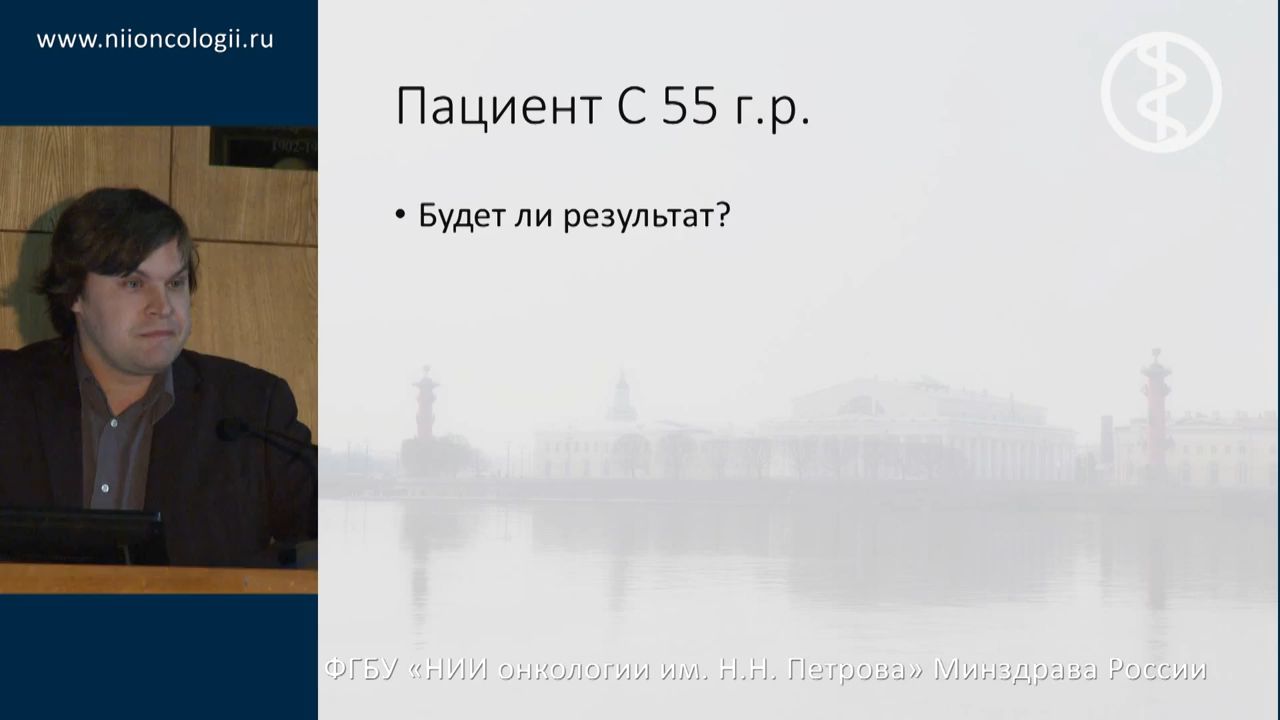 www.niioncologii.ru
Пациент С 55 г.р.
• Будет ли результат?
ФГБУ «НИИ онкологии им. Н.Н. Петрова» Минздрава России